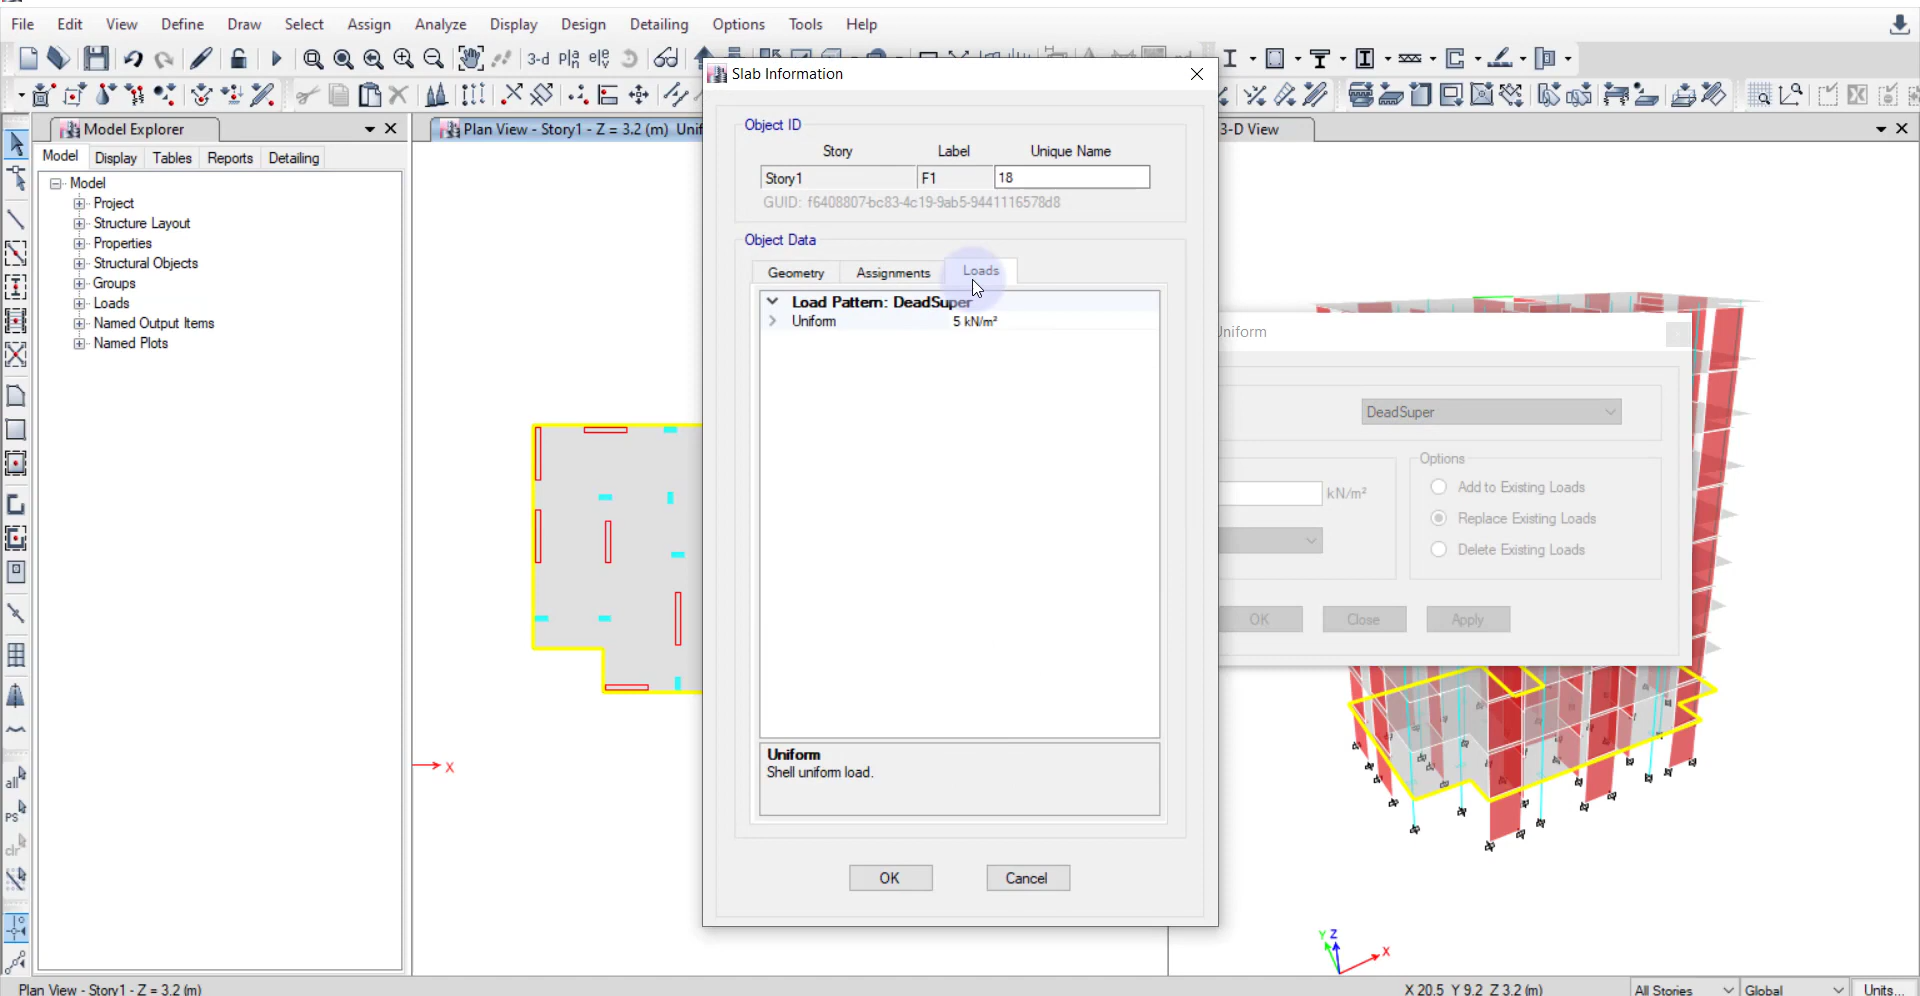 File Edit View Define Draw Select Assign Analyze Display Design Detailing Options Tools Help
3-d
Model Explorer
Model Display Tables Reports Detailing
Model
Project
Structure Layout
Properties
Structural Objects
Groups
Loads
Named Output Items
Named Plots
all
PS
clr
Plan View - Story1 - Z = 3.2 (m) Unif
X
Slab Information
Object ID
Story Label Unique Name
Story1 F1 18
GUID: f6408807-bc83-4c19-9ab5-9441116578d8
Object Data
Geometry Assignments Loads
Load Pattern: DeadSuper
Uniform 5 kN/m²
Uniform
Shell uniform load.
OK Cancel
3-D View
Uniform
DeadSuper
kN/m²
Options
Add to Existing Loads
Replace Existing Loads
Delete Existing Loads
OK Close Apply
Y Z X
Plan View - Story1 - Z = 3.2 (m)
X 20.5 Y 9.2 Z 3.2 (m)
All Stories Global Units...